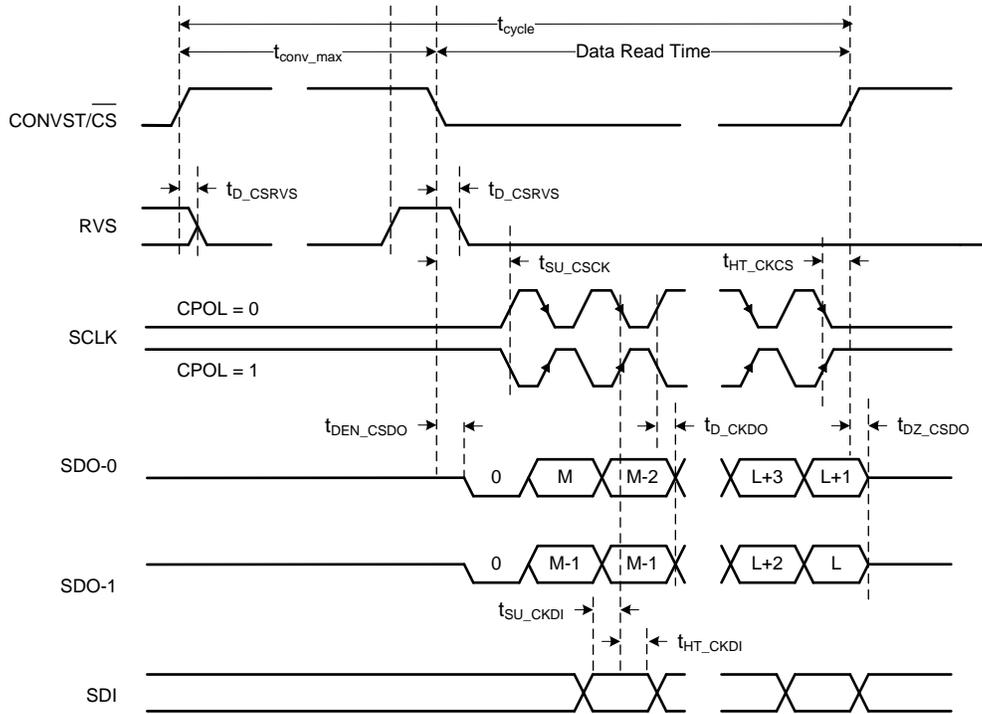 tcycle
tconv_max
Data Read Time
CONVST/CS
tD_CSRVS
tD_CSRVS
RVS
tSU_CSCK
tHT_CKCS
CPOL = 0
SCLK
CPOL = 1
tDEN_CSDO
tD_CKDO
tDZ_CSDO
SDO-0
0
M
M-2
L+3
L+1
SDO-1
0
M-1
M-1
L+2
L
tSU_CKDI
tHT_CKDI
SDI